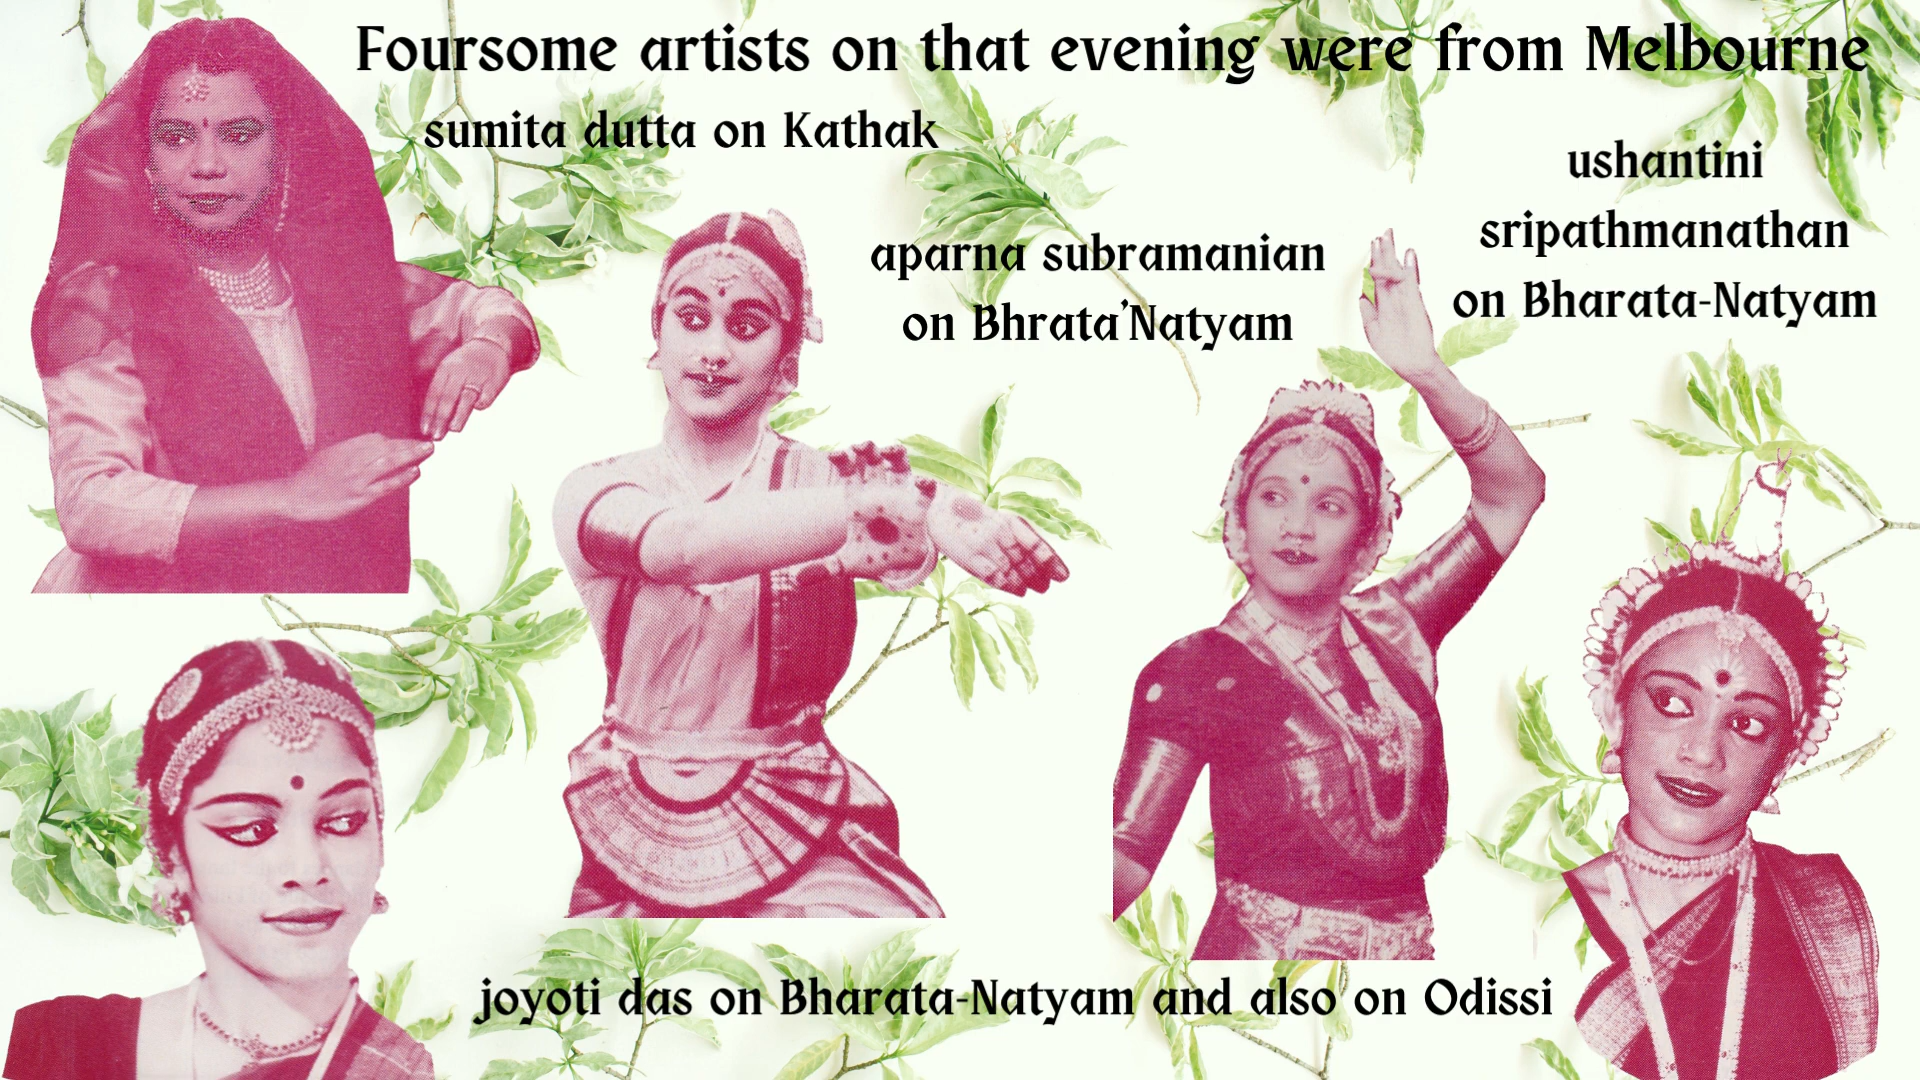 Foursome artists on that evening were from Melbourne
sumita dutta on Kathak
aparna subramanian
on Bhrata'Natyam
ushantini
sripathmanathan
on Bharata-Natyam
joyoti das on Bharata-Natyam and also on Odissi